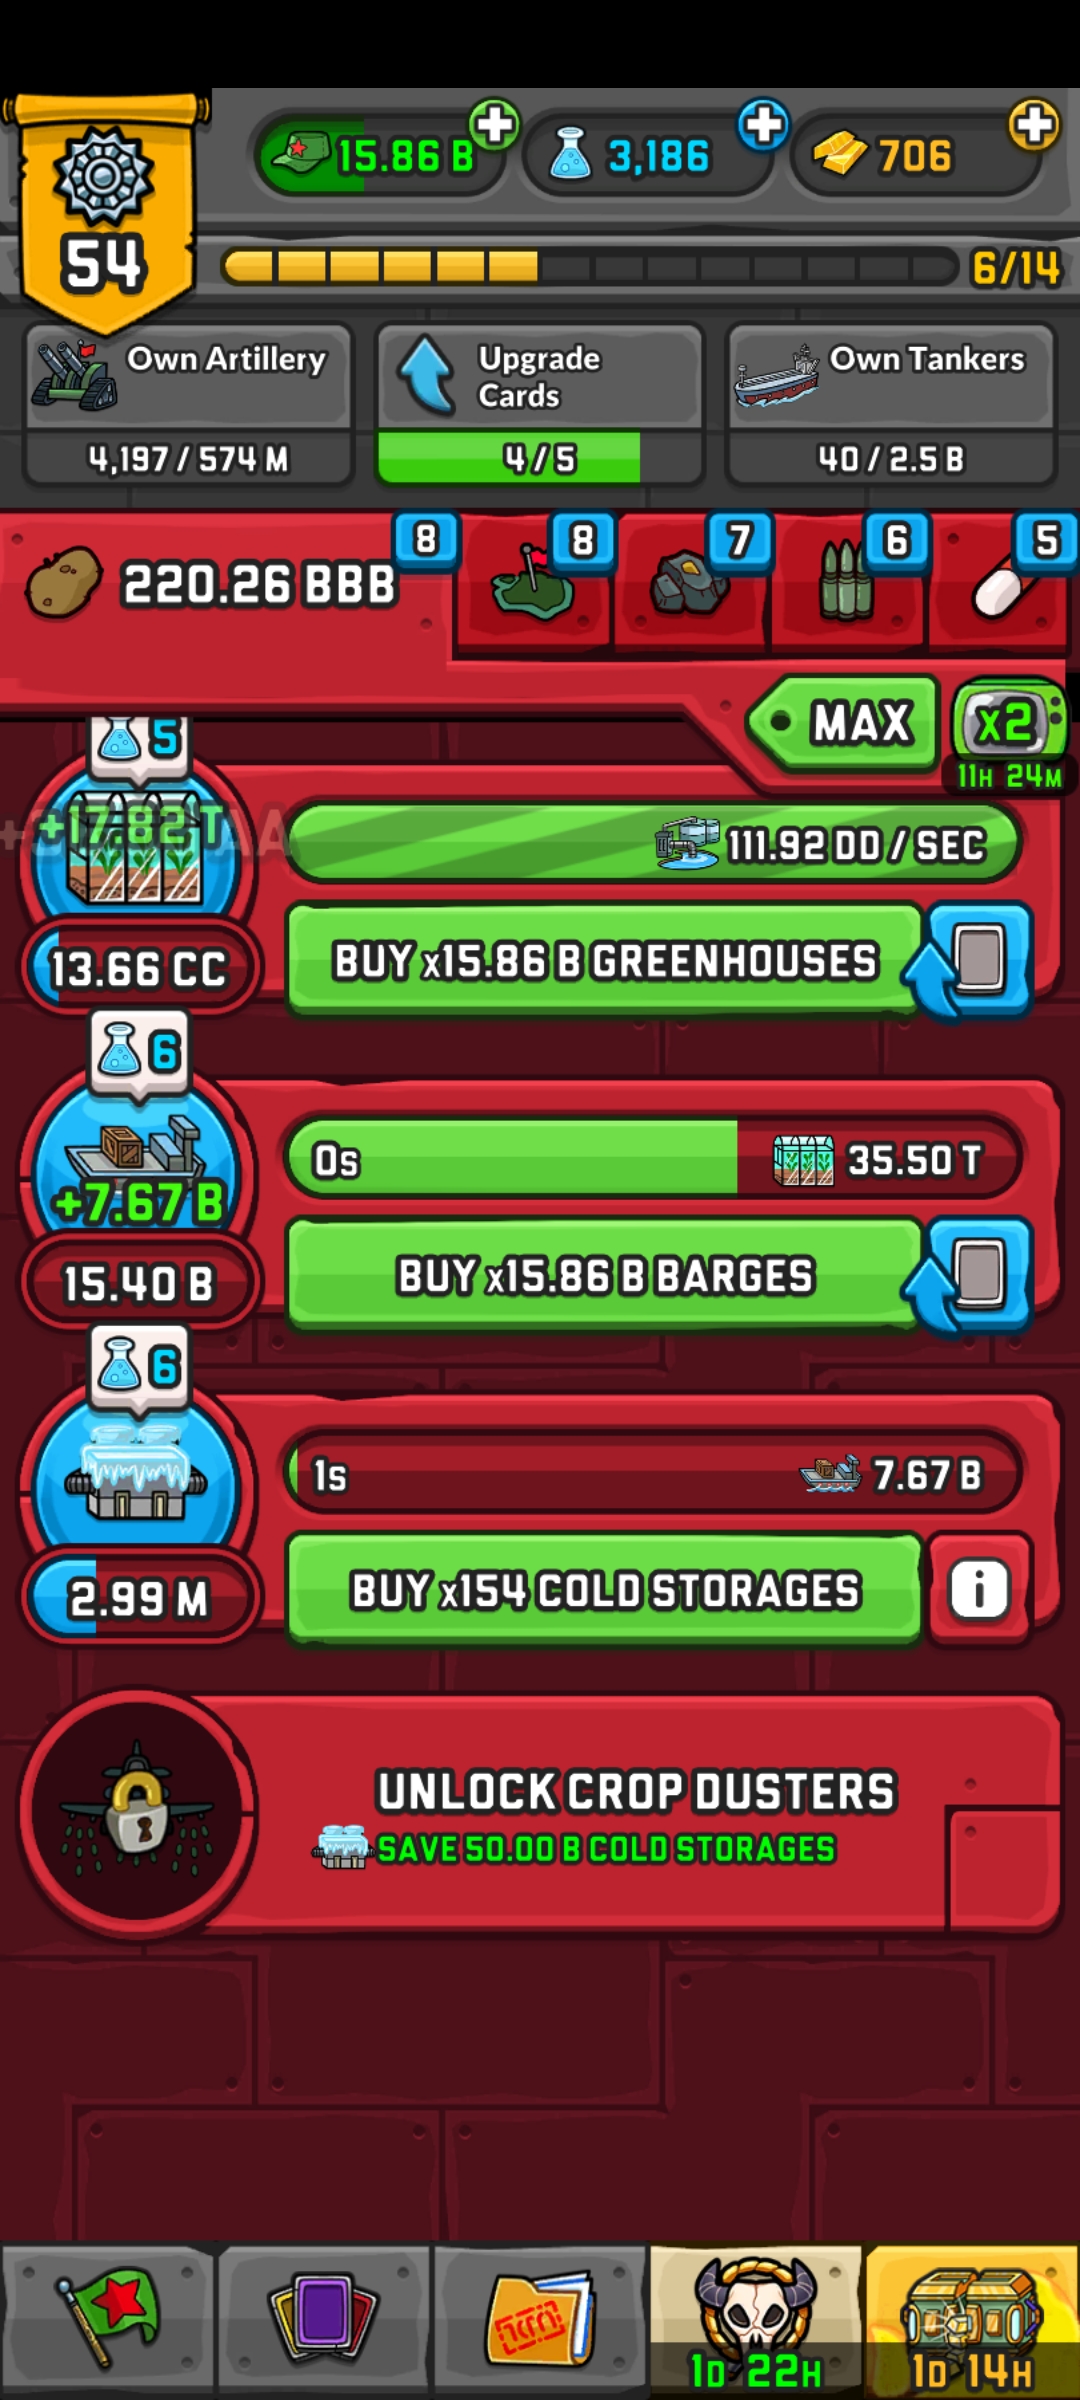 54
15.86 B
3,186
706
6/14
Own Artillery
4,197 / 574 M
Upgrade
Cards
4 / 5
Own Tankers
40 / 2.5 B
220.26 BBB
8
8
7
6
5
MAX
x2
11H 24M
5
+17.82 T
111.92 DD / SEC
13.66 CC
BUY x15.86 B GREENHOUSES
6
+7.67 B
0s
35.50 T
15.40 B
BUY x15.86 B BARGES
6
1s
7.67 B
2.99 M
BUY x154 COLD STORAGES
i
UNLOCK CROP DUSTERS
SAVE 50.00 B COLD STORAGES
1D 22H
1D 14H